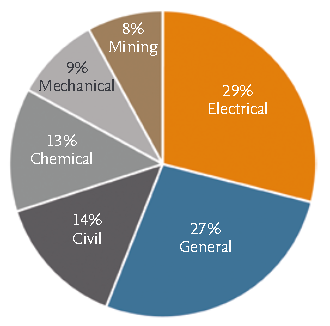 8%
Mining
29%
Electrical
9%
Mechanical
13%
Chemical
14%
Civil
27%
General